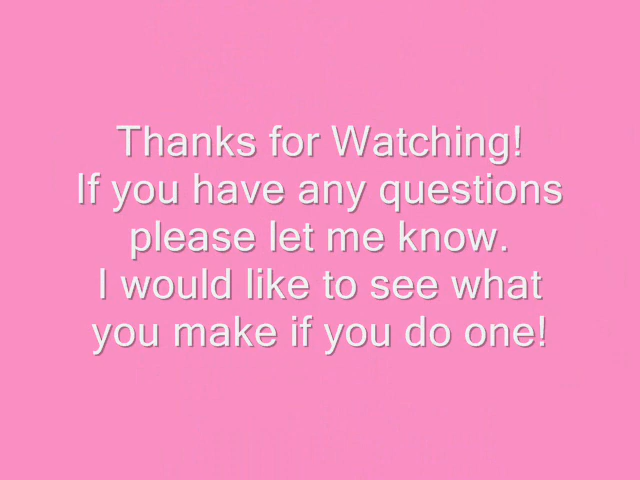 Thanks for Watching!
If you have any questions
please let me know.
I would like to see what
you make if you do one!